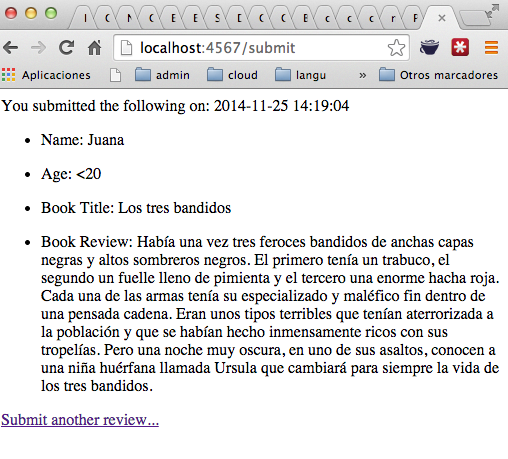 I C N C E E S D C C E c c c r F
localhost:4567/submit
Aplicaciones admin cloud langu » Otros marcadores
You submitted the following on: 2014-11-25 14:19:04
• Name: Juana
• Age: <20
• Book Title: Los tres bandidos
• Book Review: Había una vez tres feroces bandidos de anchas capas
negras y altos sombreros negros. El primero tenía un trabuco, el
segundo un fuelle lleno de pimienta y el tercero una enorme hacha roja.
Cada una de las armas tenía su especializado y maléfico fin dentro de
una pensada cadena. Eran unos tipos terribles que tenían aterrorizada a
la población y que se habían hecho inmensamente ricos con sus
tropelías. Pero una noche muy oscura, en uno de sus asaltos, conocen a
una niña huérfana llamada Ursula que cambiará para siempre la vida de
los tres bandidos.
Submit another review...